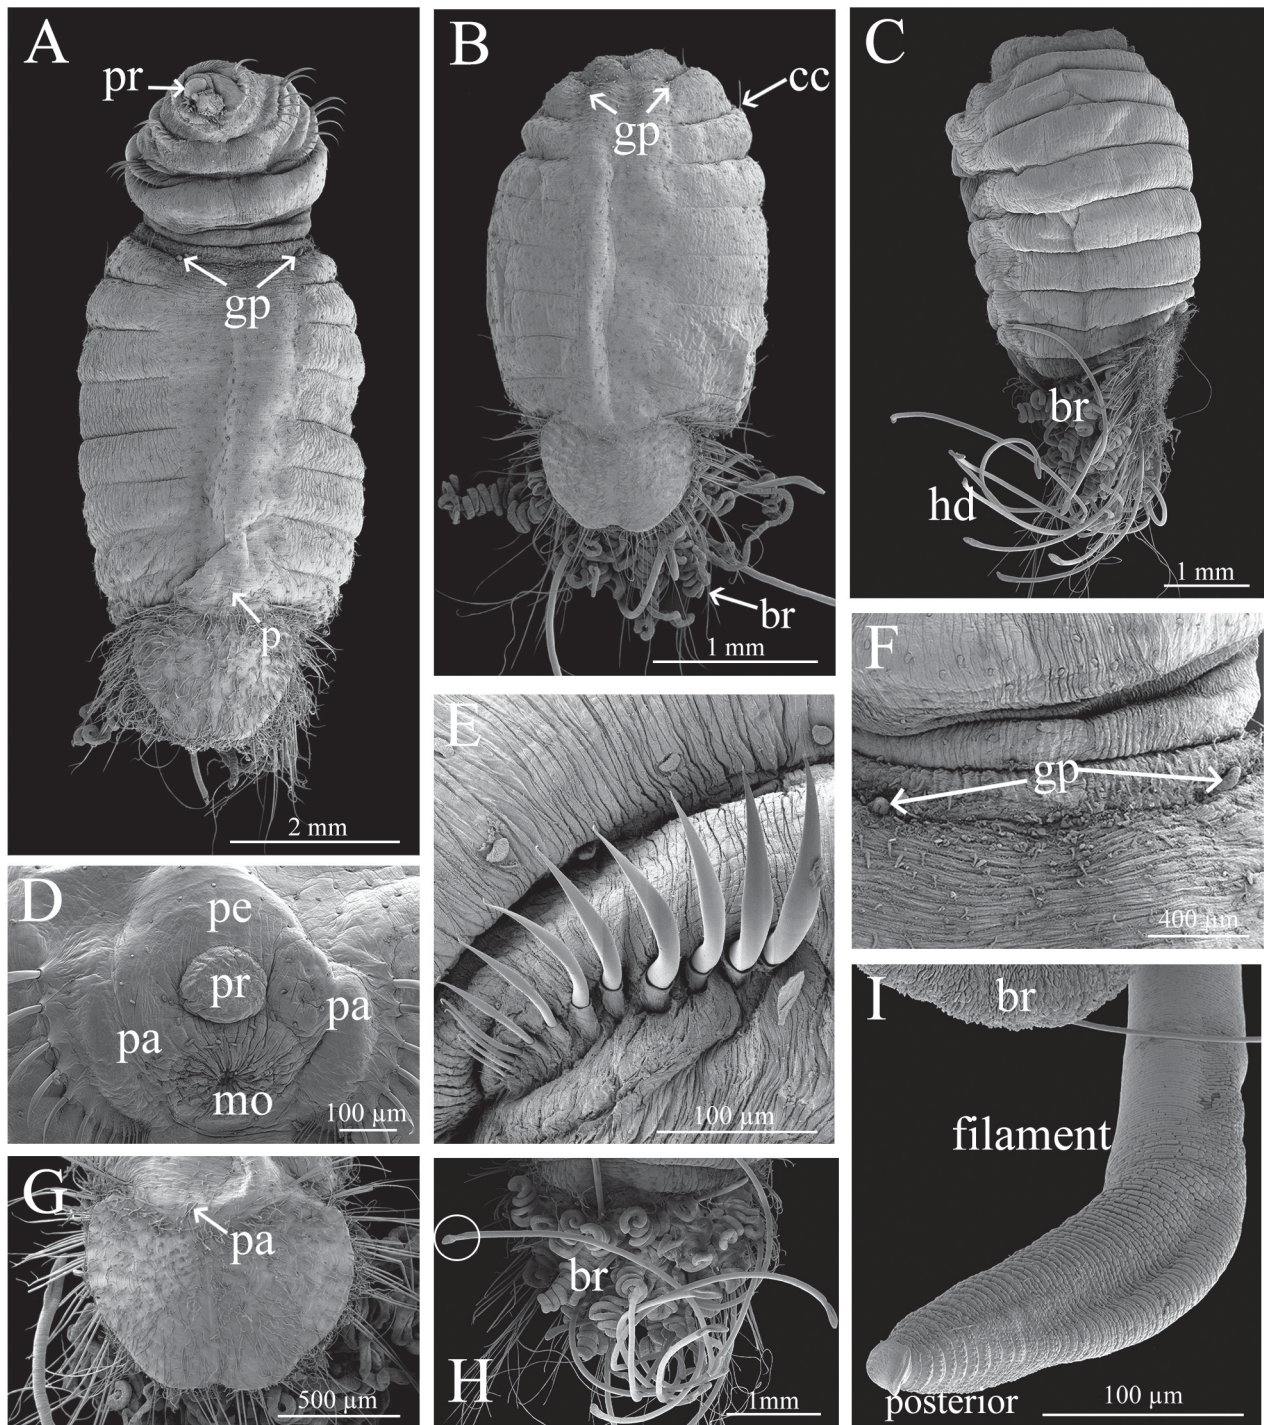 A
pr
gp
p
2 mm
B
cc
gp
br
1 mm
C
br
hd
1 mm
D
pe
pr
pa
pa
mo
100 µm
E
100 µm
F
gp
400 µm
G
pa
500 µm
H
br
1mm
I
br
filament
posterior
100 µm